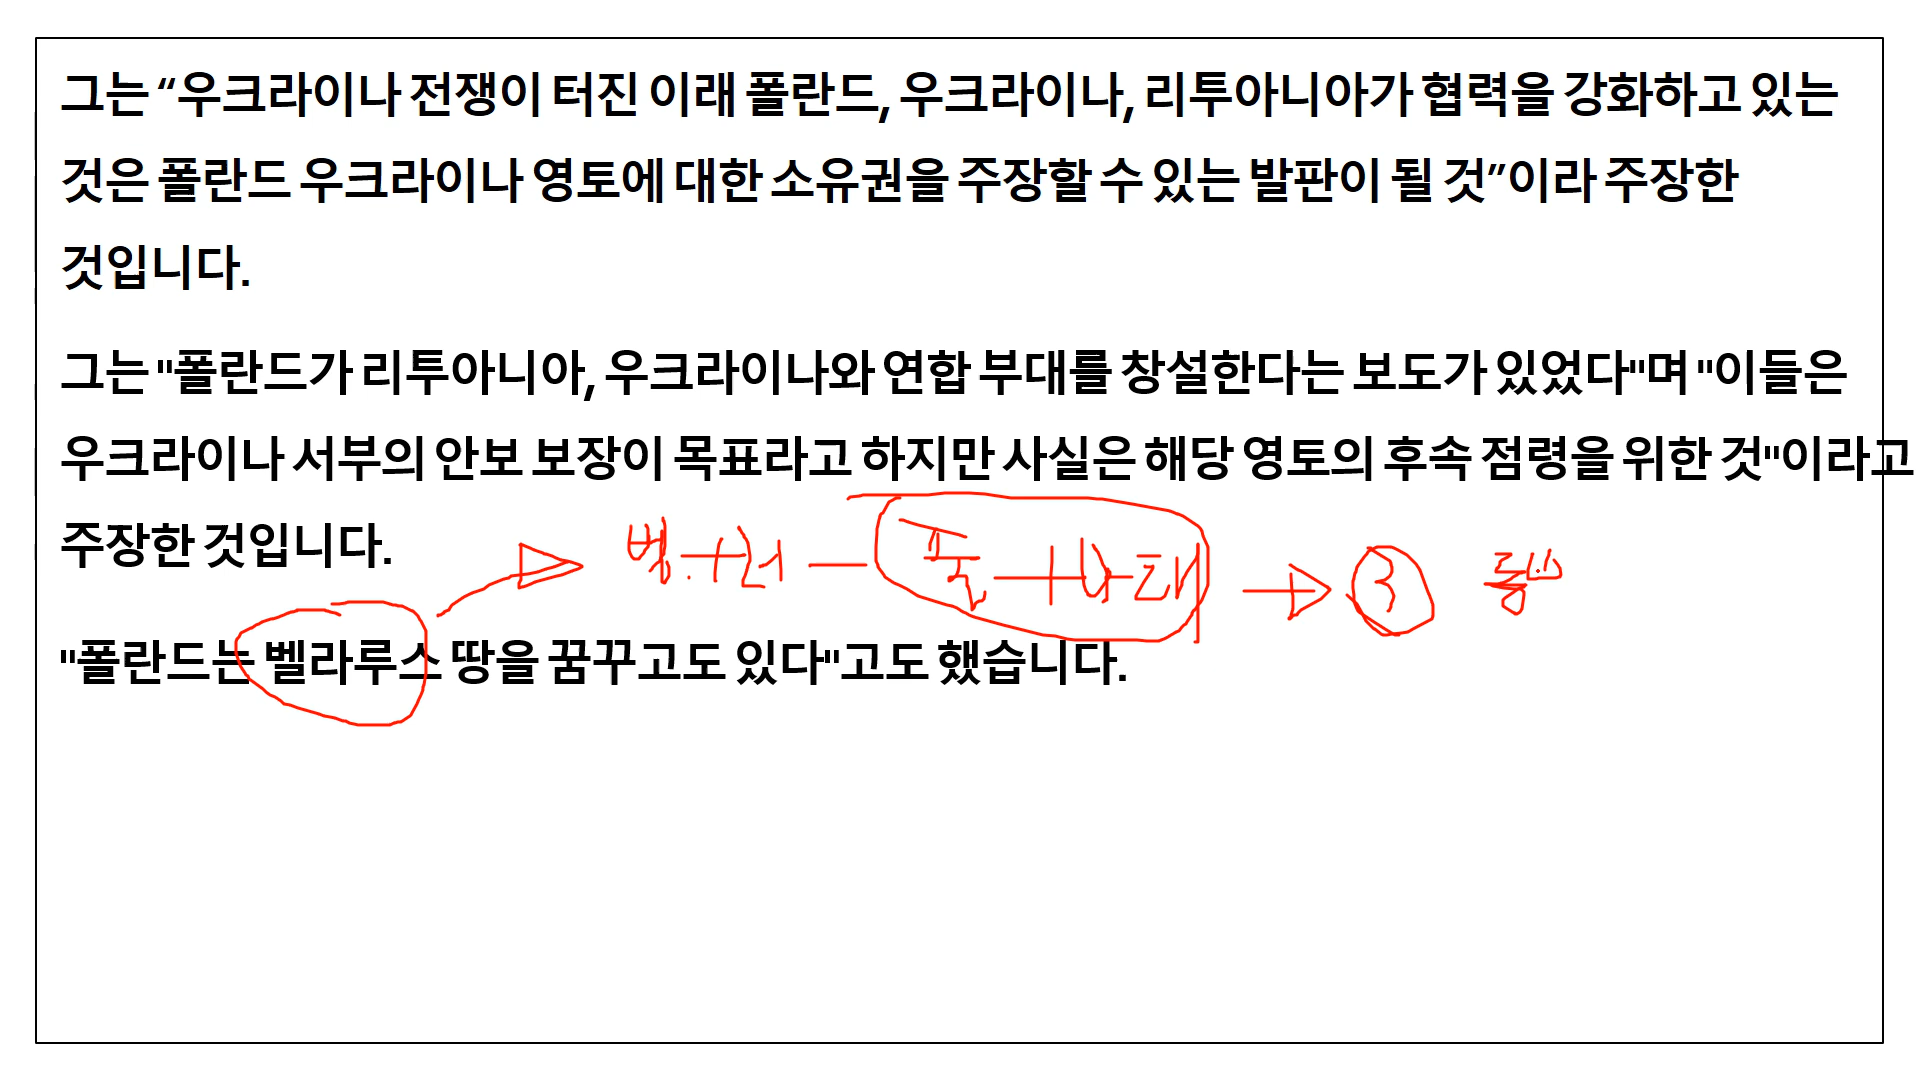 그는 “우크라이나 전쟁이 터진 이래 폴란드, 우크라이나, 리투아니아가 협력을 강화하고 있는
것은 폴란드 우크라이나 영토에 대한 소유권을 주장할 수 있는 발판이 될 것”이라 주장한
것입니다.
그는 "폴란드가 리투아니아, 우크라이나와 연합 부대를 창설한다는 보도가 있었다"며 "이들은
우크라이나 서부의 안보 보장이 목표라고 하지만 사실은 해당 영토의 후속 점령을 위한 것"이라고
주장한 것입니다.
③
"폴란드는 벨라루스 땅을 꿈꾸고도 있다"고도 했습니다.